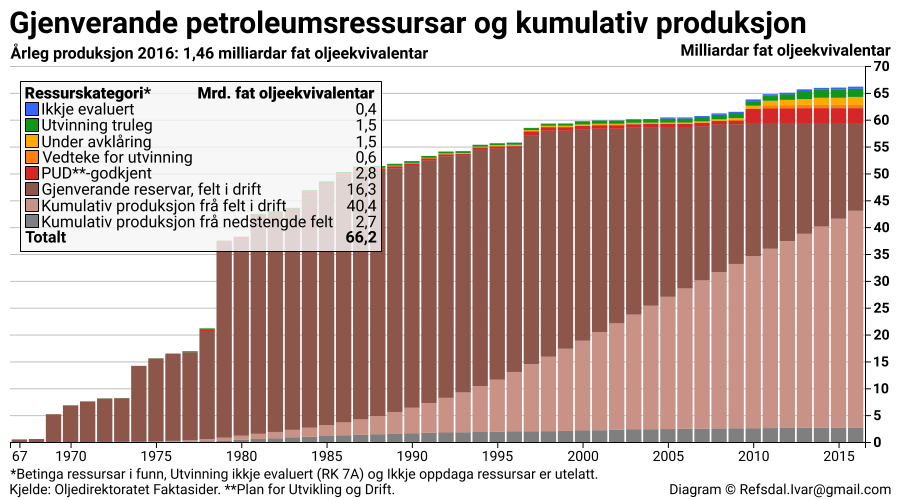 Gjenverande petroleumsressursar og kumulativ produksjon
Årleg produksjon 2016: 1,46 milliardar fat oljeekvivalentar
Milliardar fat oljeekvivalentar
Ressurskategori* Mrd. fat oljeekvivalentar
Ikkje evaluert 0,4
Utvinning truleg 1,5
Under avklåring 1,5
Vedteke for utvinning 0,6
PUD**-godkjent 2,8
Gjenverande reservar, felt i drift 16,3
Kumulativ produksjon frå felt i drift 40,4
Kumulativ produksjon frå nedstengde felt 2,7
Totalt 66,2
70
65
60
55
50
45
40
35
30
25
20
15
10
5
0
67 1970 1975 1980 1985 1990 1995 2000 2005 2010 2015
*Betinga ressursar i funn, Utvinning ikkje evaluert (RK 7A) og Ikkje oppdaga ressursar er utelatt.
Kjelde: Oljedirektoratet Faktasider. **Plan for Utvikling og Drift.
Diagram © Refsdal.Ivar@gmail.com